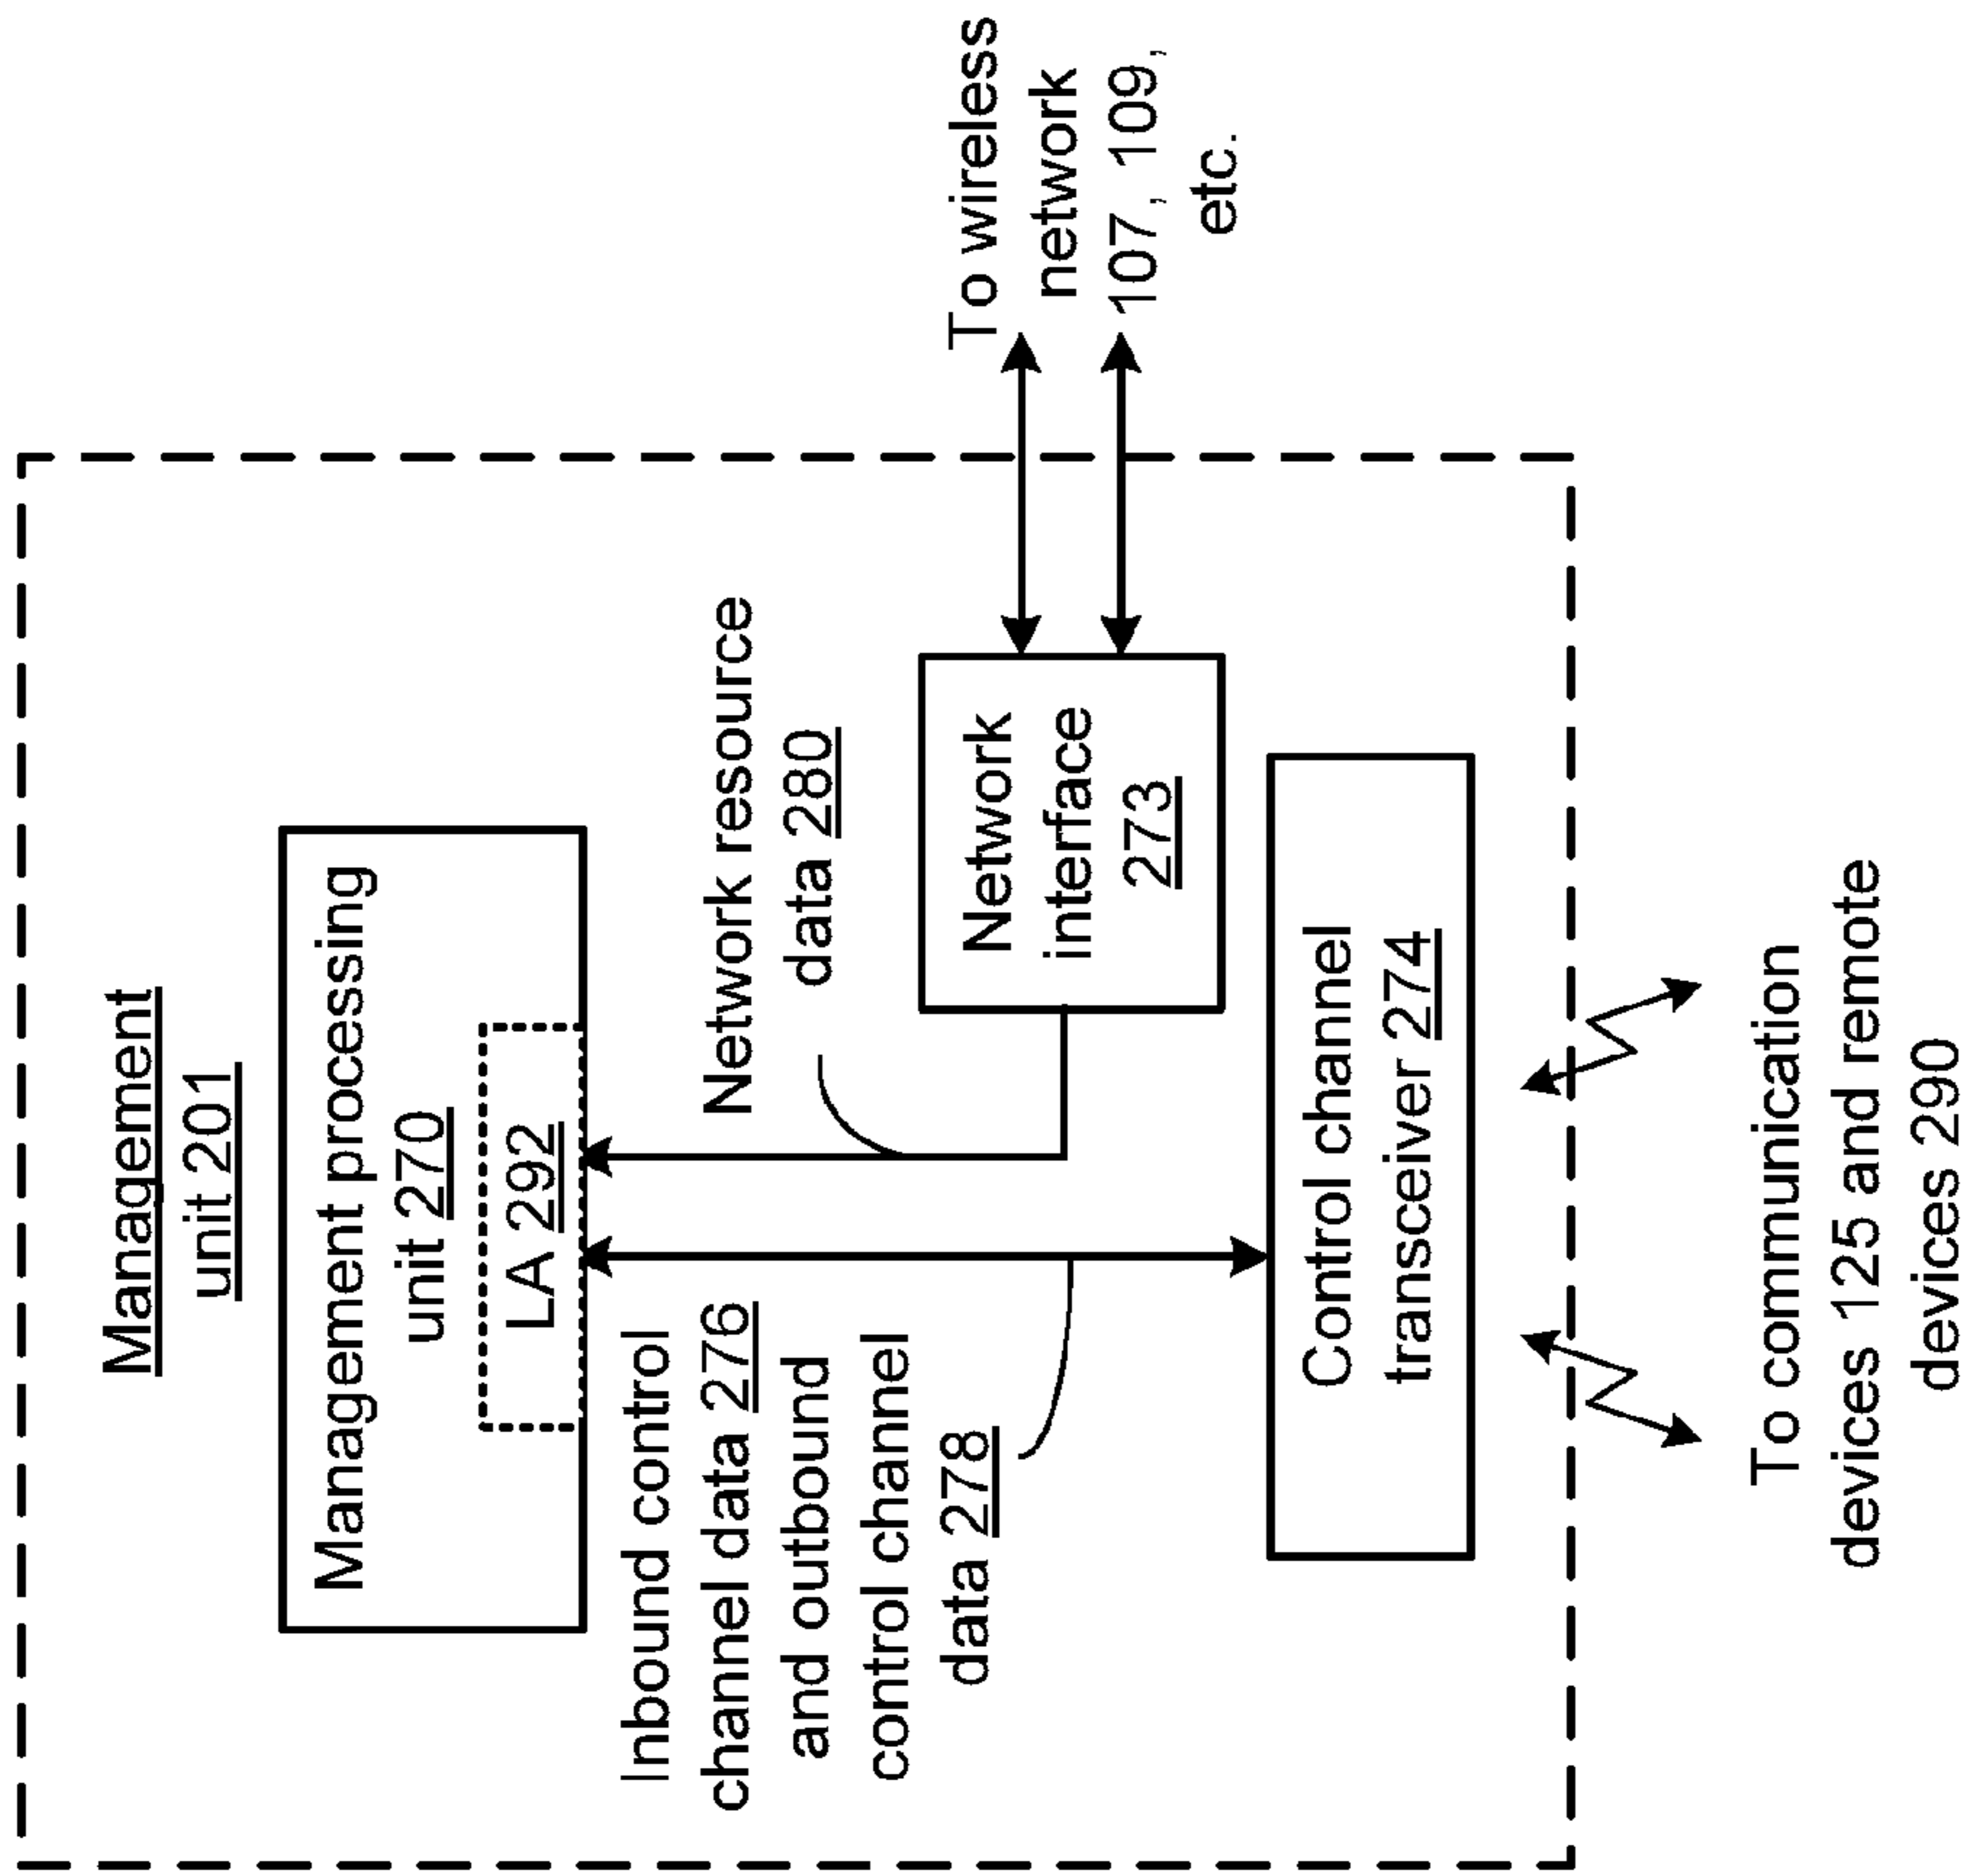 Management
unit 201
Management processing
unit 270
LA 292
Inbound control
channel data 276
and outbound
control channel
data 278
Network resource
data 280
Network
interface
273
To wireless
network
107, 109,
etc.
Control channel
transceiver 274
To communication
devices 125 and remote
devices 290